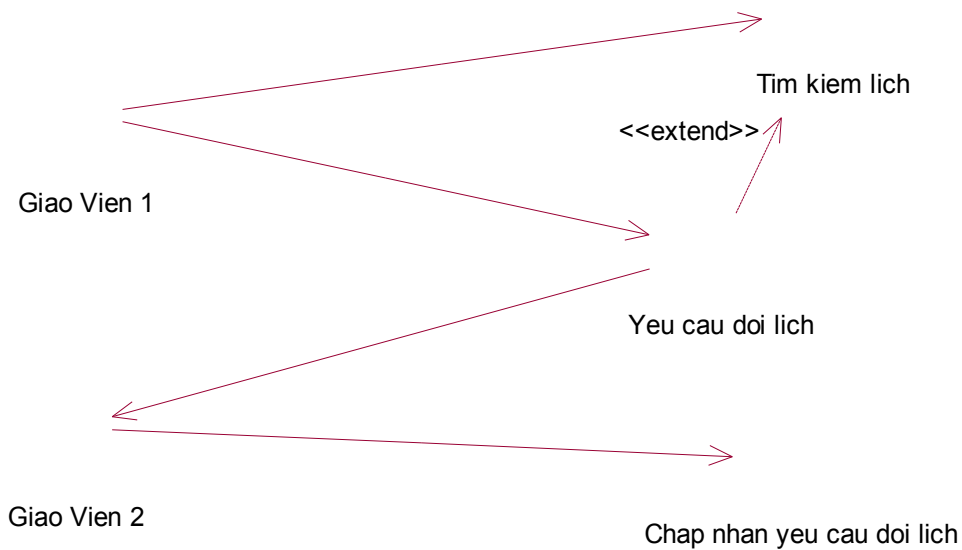 Tim kiem lich
<<extend>>
Giao Vien 1
Yeu cau doi lich
Giao Vien 2
Chap nhan yeu cau doi lich